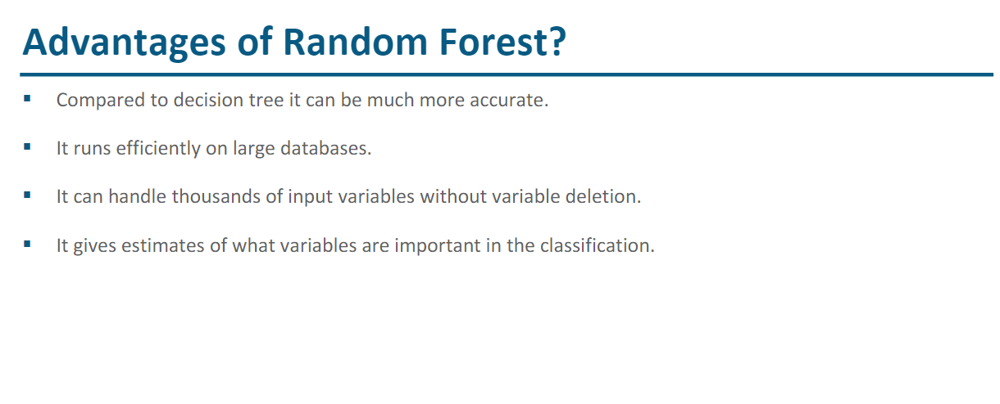 Advantages of Random Forest?
▪ Compared to decision tree it can be much more accurate.
▪ It runs efficiently on large databases.
▪ It can handle thousands of input variables without variable deletion.
▪ It gives estimates of what variables are important in the classification.